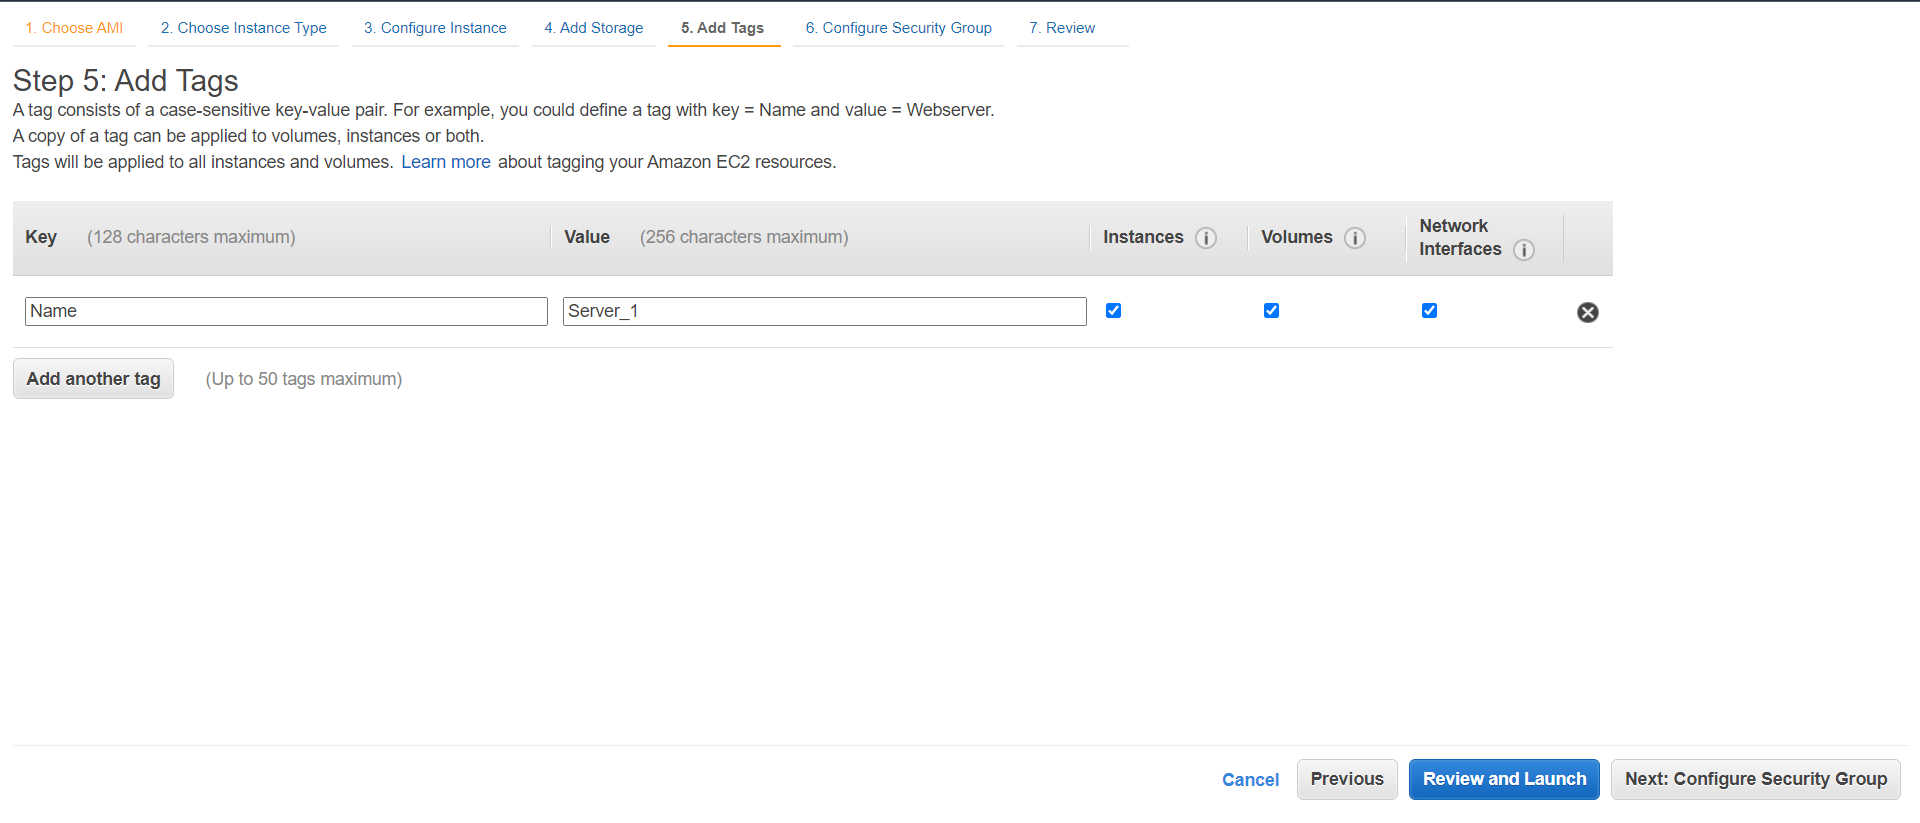 1. Choose AMI 2. Choose Instance Type 3. Configure Instance 4. Add Storage 5. Add Tags 6. Configure Security Group 7. Review
Step 5: Add Tags
A tag consists of a case-sensitive key-value pair. For example, you could define a tag with key = Name and value = Webserver.
A copy of a tag can be applied to volumes, instances or both.
Tags will be applied to all instances and volumes. Learn more about tagging your Amazon EC2 resources.
Key (128 characters maximum) Value (256 characters maximum) Instances i Volumes i Network
Interfaces i
Name Server_1
Add another tag (Up to 50 tags maximum)
Cancel Previous Review and Launch Next: Configure Security Group